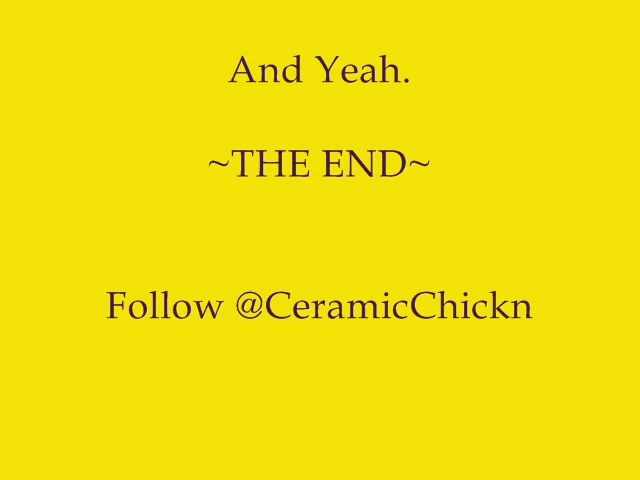 And Yeah.
~THE END~
Follow @CeramicChickn